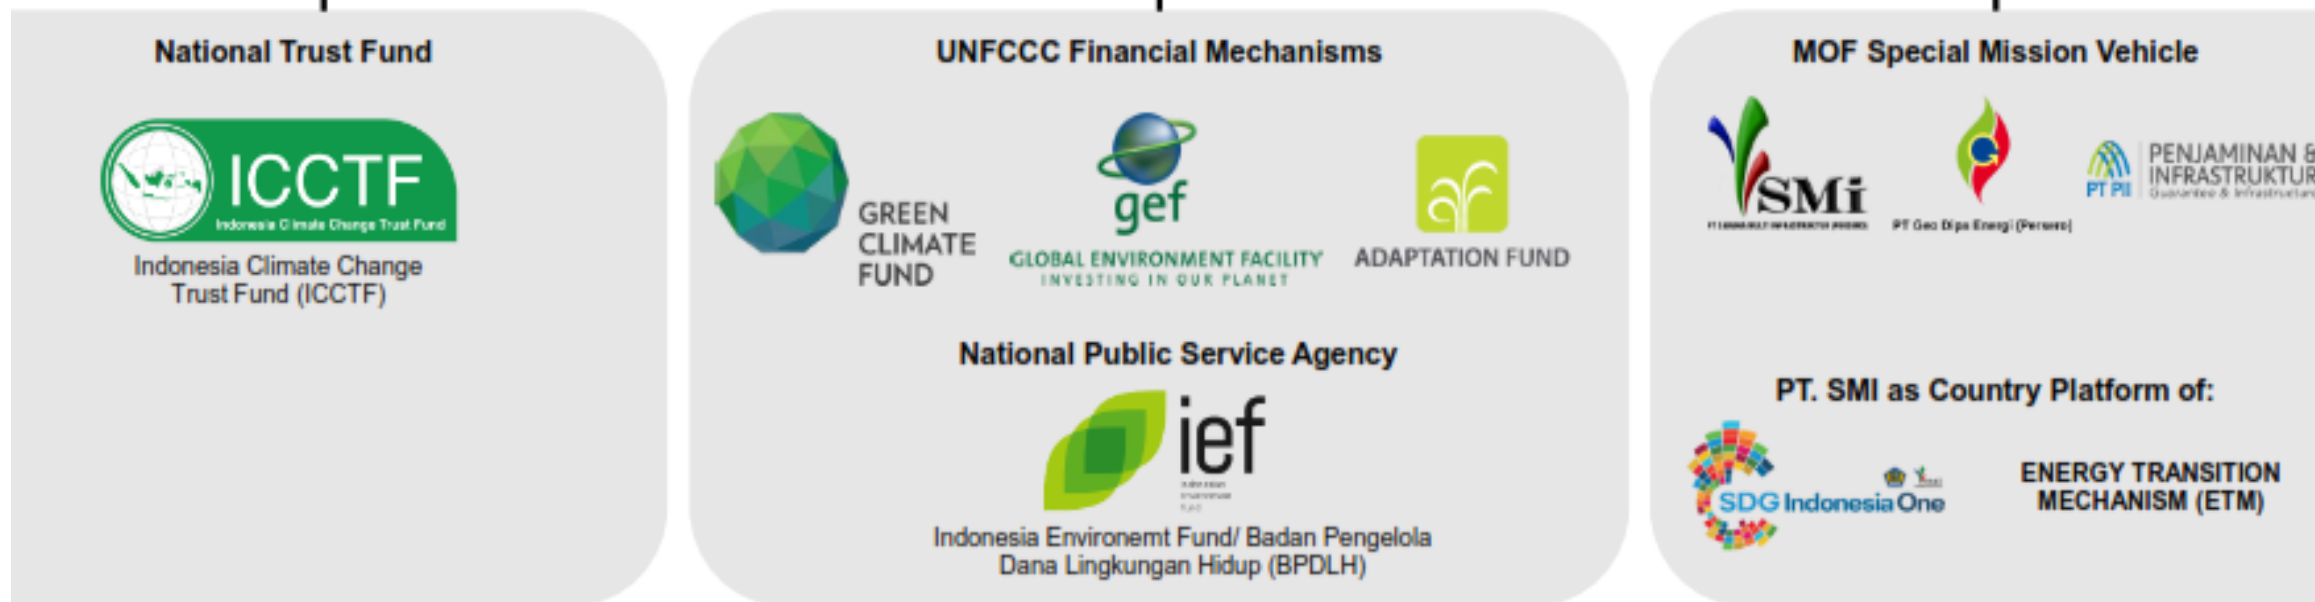 National Trust Fund
ICCTF
Indonesia Climate Change Trust Fund
Indonesia Climate Change
Trust Fund (ICCTF)
UNFCCC Financial Mechanisms
GREEN
CLIMATE
FUND
gef
GLOBAL ENVIRONMENT FACILITY
INVESTING IN OUR PLANET
af
ADAPTATION FUND
National Public Service Agency
ief
Indonesia Environemt Fund/ Badan Pengelola
Dana Lingkungan Hidup (BPDLH)
MOF Special Mission Vehicle
SMi
PT Geo Dipa Energi (Persero)
PT PII
PENJAMINAN &
INFRASTRUKTUR
Guarantee & Infrastructure
PT. SMI as Country Platform of:
SDG Indonesia One
ENERGY TRANSITION
MECHANISM (ETM)